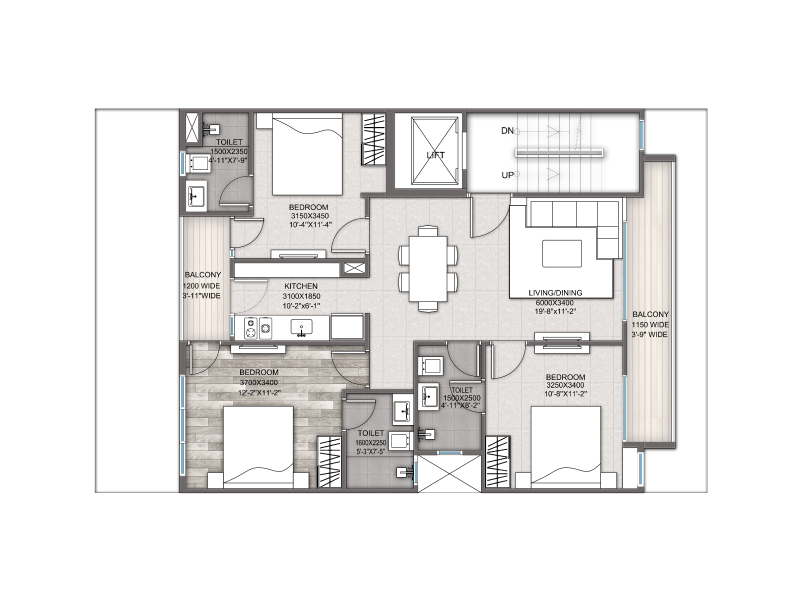 TOILET
1500X2350
4'-11"X7'-9"
BEDROOM
3150X3450
10'-4"X11'-4"
LIFT
DN
UP
BALCONY
1200 WIDE
3'-11"WIDE
KITCHEN
3100X1850
10'-2"x6'-1"
LIVING/DINING
6000X3400
19'-8"x11'-2"
BALCONY
1150 WIDE
3'-9" WIDE
BEDROOM
3700X3400
12'-2"X11'-2"
TOILET
1500X2500
4'-11"X8'-2"
BEDROOM
3250X3400
10'-8"X11'-2"
TOILET
1600X2250
5'-3"X7'-5"